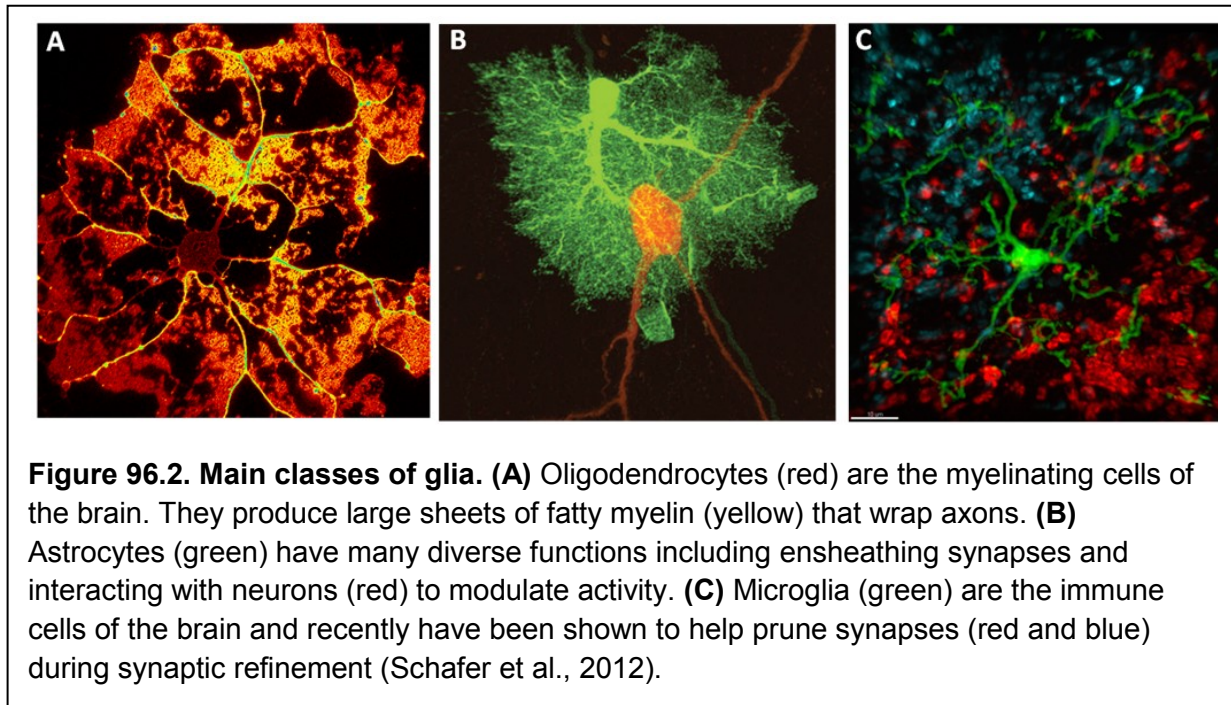 A
B
C
10 μm
Figure 96.2. Main classes of glia. (A) Oligodendrocytes (red) are the myelinating cells of
the brain. They produce large sheets of fatty myelin (yellow) that wrap axons. (B)
Astrocytes (green) have many diverse functions including ensheathing synapses and
interacting with neurons (red) to modulate activity. (C) Microglia (green) are the immune
cells of the brain and recently have been shown to help prune synapses (red and blue)
during synaptic refinement (Schafer et al., 2012).